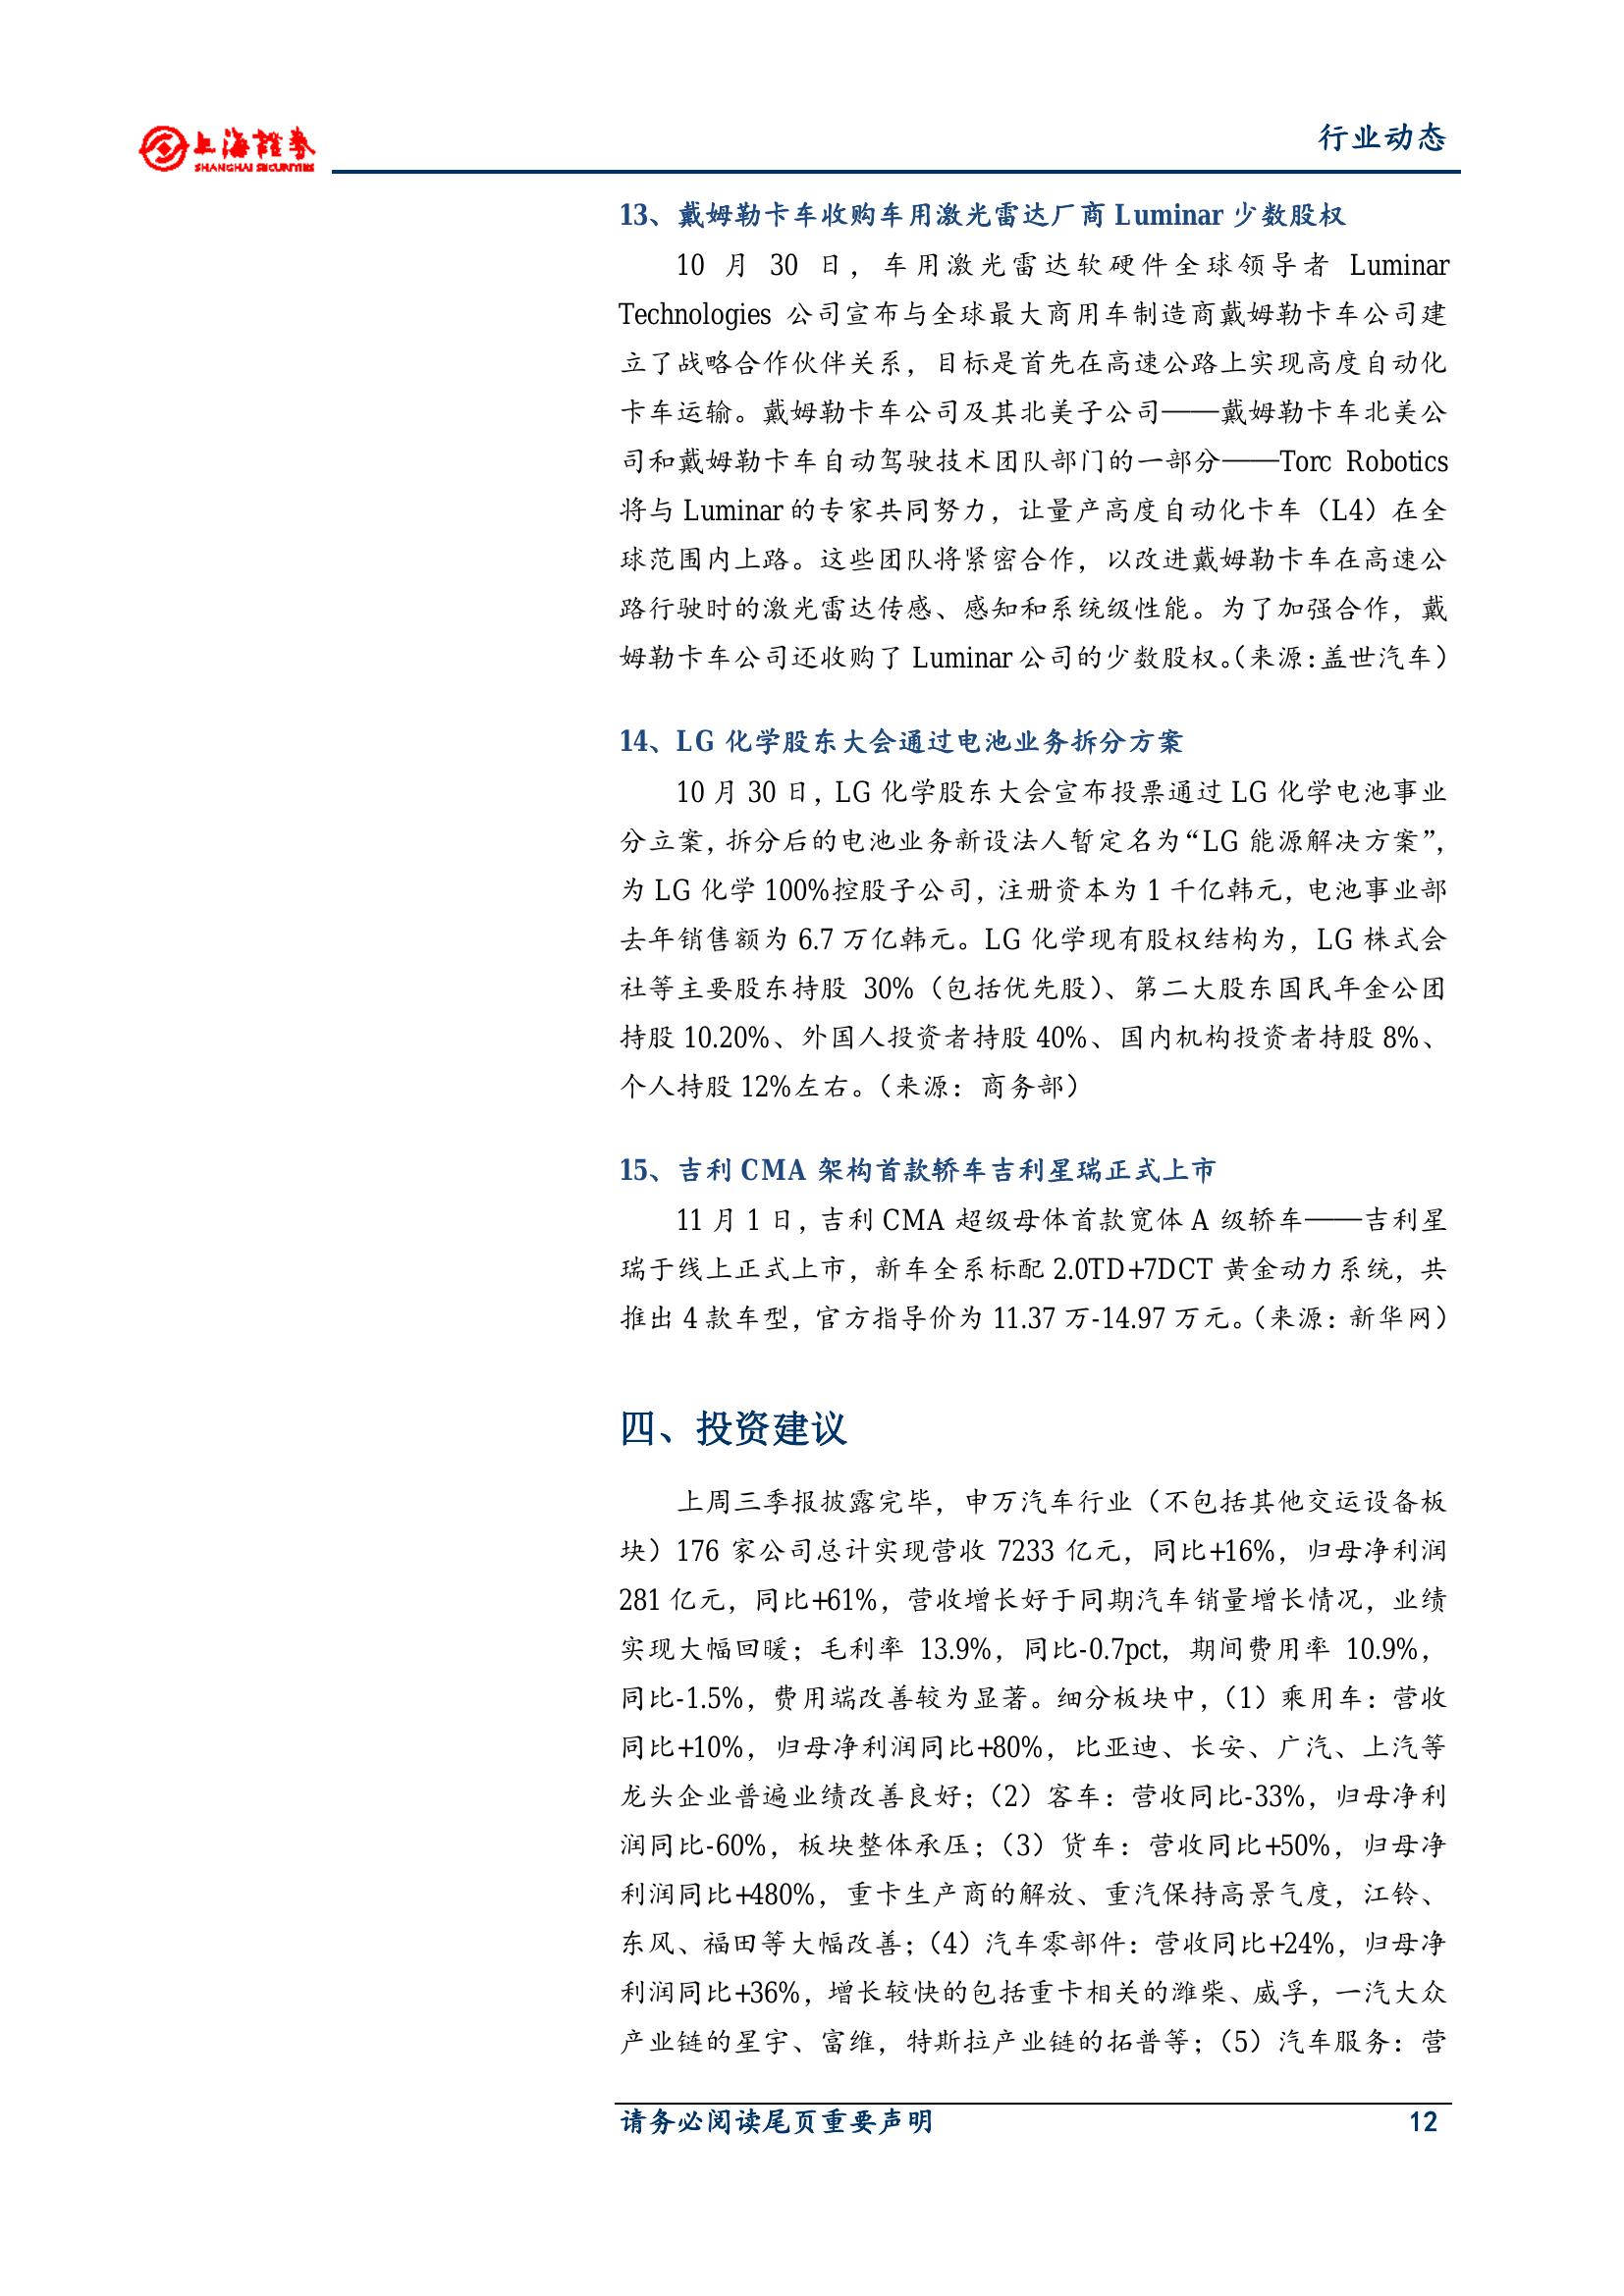 上海證券
SHANGHAI SECURITIES
行业动态
13、戴姆勒卡车收购车用激光雷达厂商 Luminar 少数股权
10 月 30 日，车用激光雷达软硬件全球领导者 Luminar
Technologies 公司宣布与全球最大商用车制造商戴姆勒卡车公司建
立了战略合作伙伴关系，目标是首先在高速公路上实现高度自动化
卡车运输。戴姆勒卡车公司及其北美子公司——戴姆勒卡车北美公
司和戴姆勒卡车自动驾驶技术团队部门的一部分——Torc Robotics
将与 Luminar 的专家共同努力，让量产高度自动化卡车（L4）在全
球范围内上路。这些团队将紧密合作，以改进戴姆勒卡车在高速公
路行驶时的激光雷达传感、感知和系统级性能。为了加强合作，戴
姆勒卡车公司还收购了 Luminar 公司的少数股权。（来源：盖世汽车）
14、LG 化学股东大会通过电池业务拆分方案
10 月 30 日，LG 化学股东大会宣布投票通过 LG 化学电池事业
分立案，拆分后的电池业务新设法人暂定名为“LG 能源解决方案”，
为 LG 化学 100%控股子公司，注册资本为 1 千亿韩元，电池事业部
去年销售额为 6.7 万亿韩元。LG 化学现有股权结构为，LG 株式会
社等主要股东持股 30%（包括优先股）、第二大股东国民年金公团
持股 10.20%、外国人投资者持股 40%、国内机构投资者持股 8%、
个人持股 12%左右。（来源：商务部）
15、吉利 CMA 架构首款轿车吉利星瑞正式上市
11 月 1 日，吉利 CMA 超级母体首款宽体 A 级轿车——吉利星
瑞于线上正式上市，新车全系标配 2.0TD+7DCT 黄金动力系统，共
推出 4 款车型，官方指导价为 11.37 万-14.97 万元。（来源：新华网）
四、投资建议
上周三季报披露完毕，申万汽车行业（不包括其他交运设备板
块）176 家公司总计实现营收 7233 亿元，同比+16%，归母净利润
281 亿元，同比+61%，营收增长好于同期汽车销量增长情况，业绩
实现大幅回暖；毛利率 13.9%，同比-0.7pct，期间费用率 10.9%，
同比-1.5%，费用端改善较为显著。细分板块中，（1）乘用车：营收
同比+10%，归母净利润同比+80%，比亚迪、长安、广汽、上汽等
龙头企业普遍业绩改善良好；（2）客车：营收同比-33%，归母净利
润同比-60%，板块整体承压；（3）货车：营收同比+50%，归母净
利润同比+480%，重卡生产商的解放、重汽保持高景气度，江铃、
东风、福田等大幅改善；（4）汽车零部件：营收同比+24%，归母净
利润同比+36%，增长较快的包括重卡相关的潍柴、威孚，一汽大众
产业链的星宇、富维，特斯拉产业链的拓普等；（5）汽车服务：营
请务必阅读尾页重要声明 12